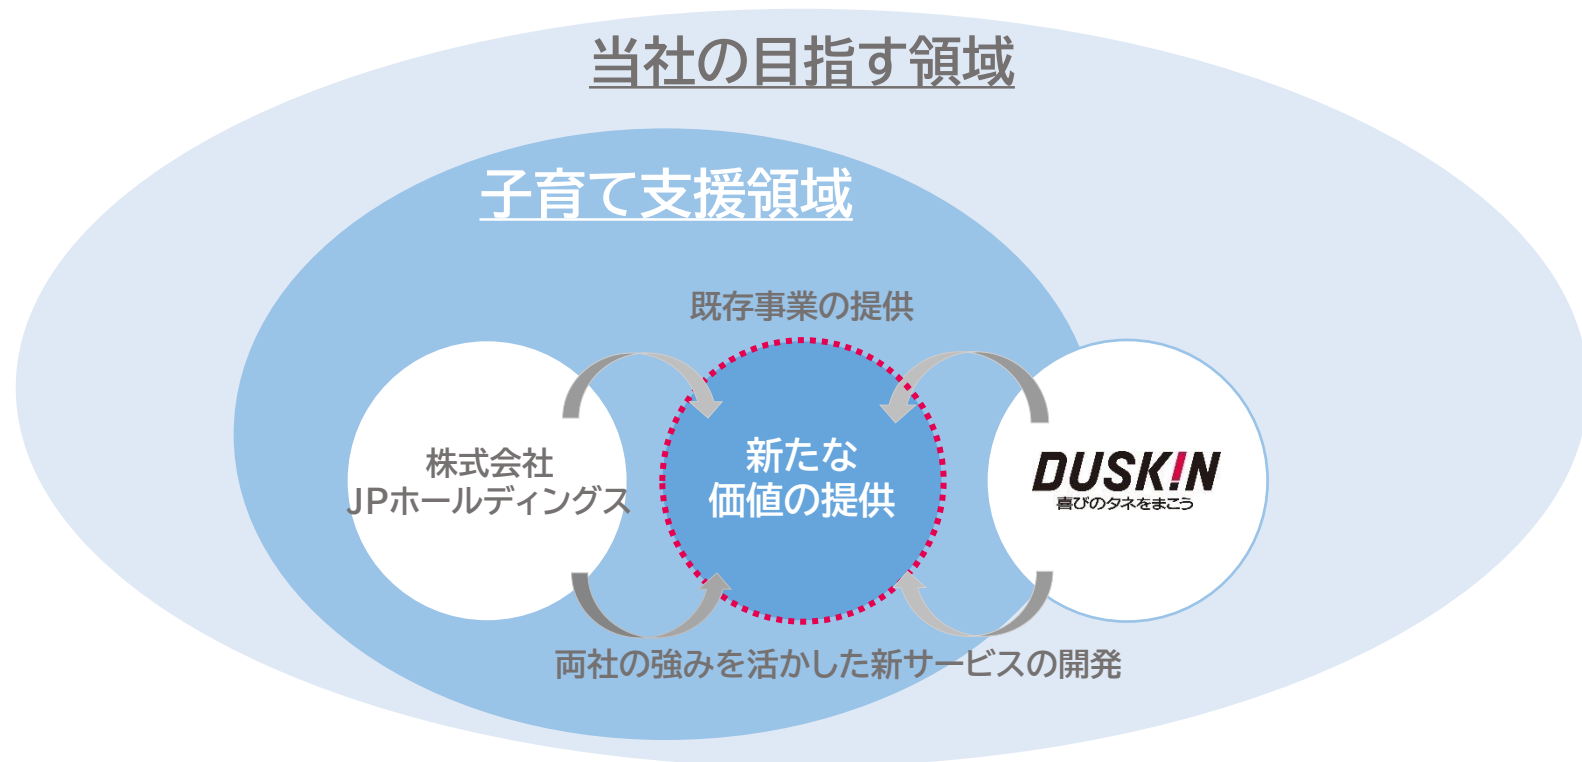 当社の目指す領域
子育て支援領域
既存事業の提供
株式会社
JPホールディングス
新たな
価値の提供
DUSKIN
喜びのタネをまこう
両社の強みを活かした新サービスの開発